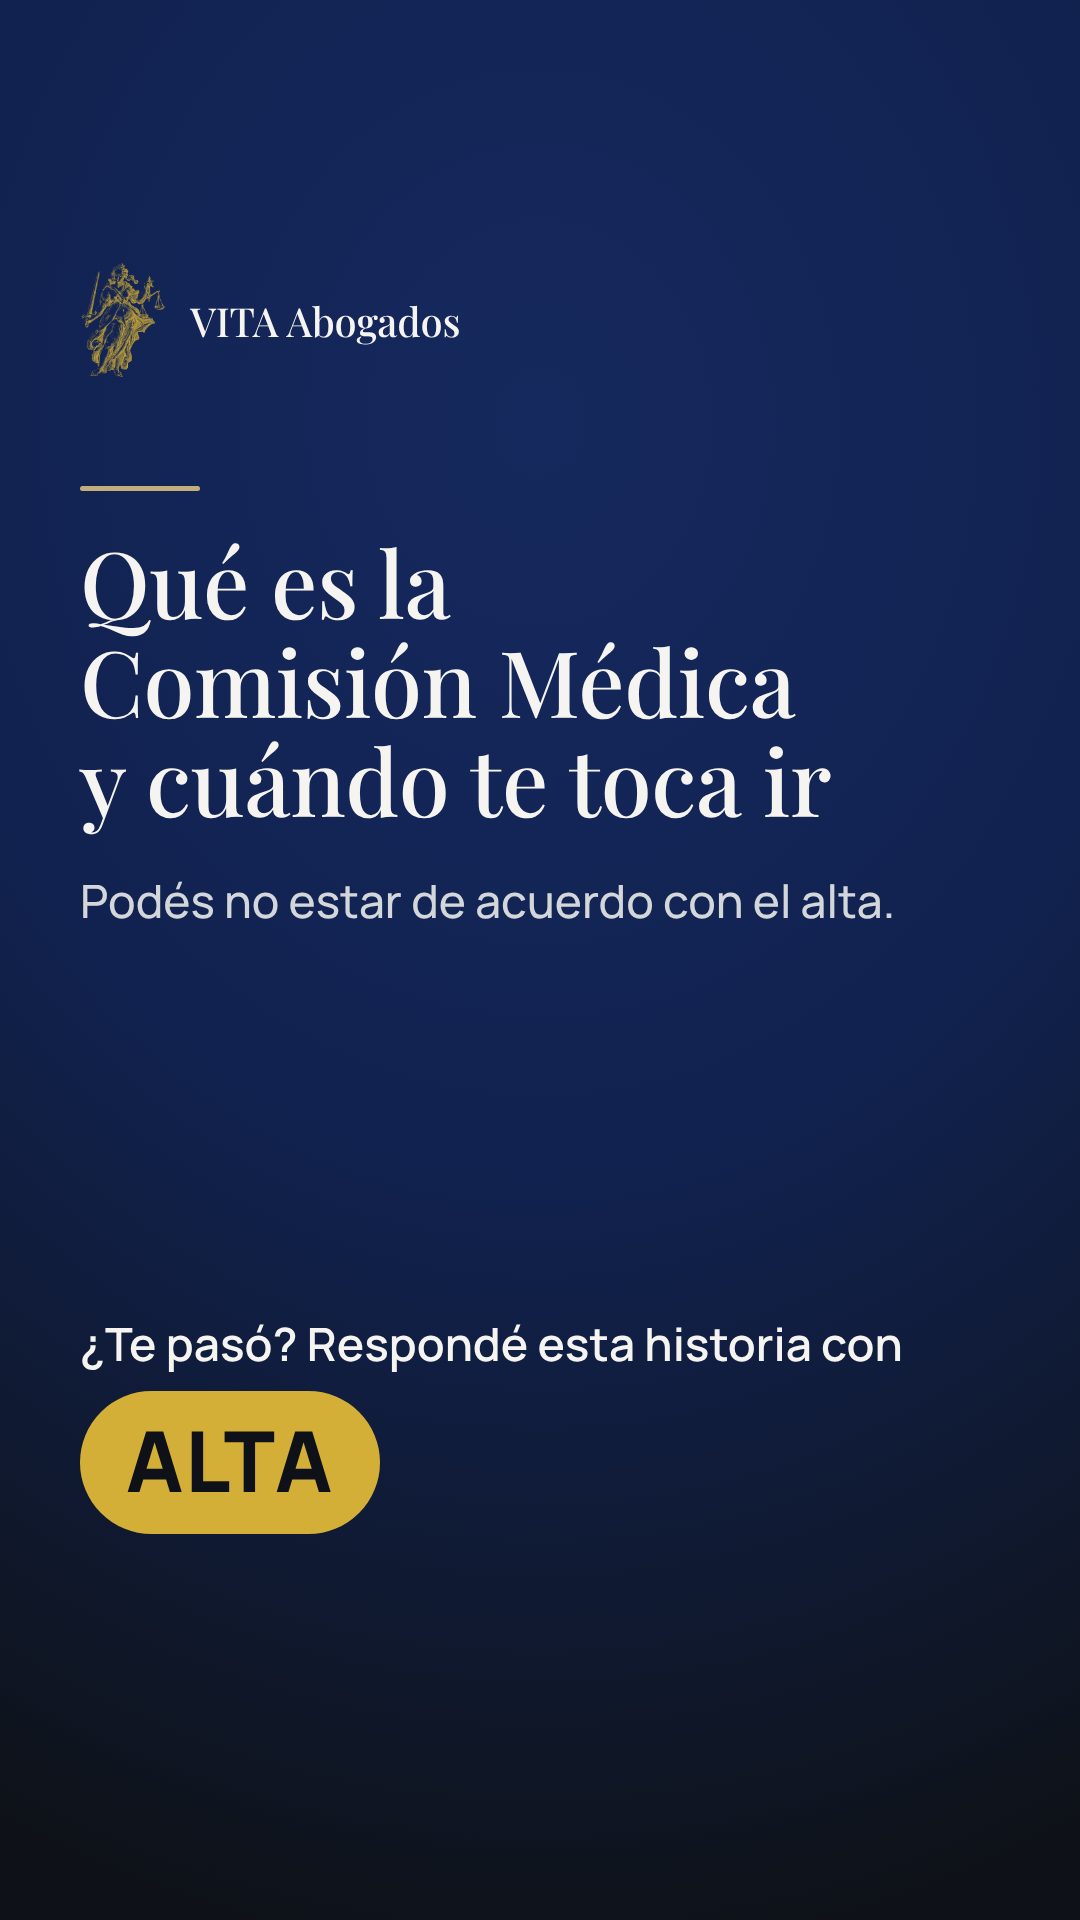 VITA Abogados
Qué es la
Comisión Médica
y cuándo te toca ir
Podés no estar de acuerdo con el alta.
¿Te pasó? Respondé esta historia con
ALTA